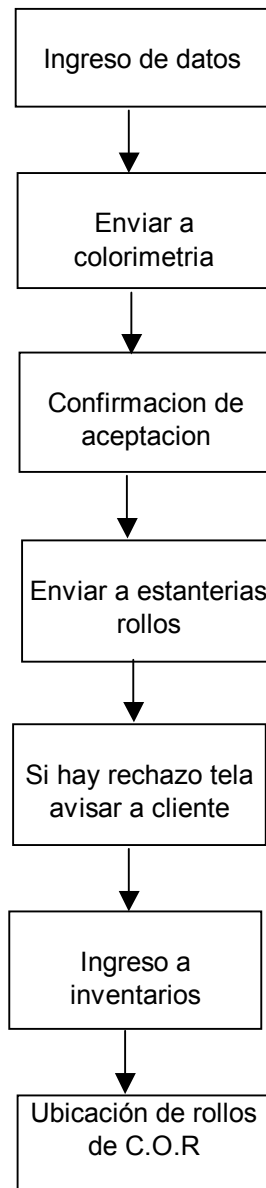 Ingreso de datos
Enviar a
colorimetria
Confirmacion de
aceptacion
Enviar a estanterias
rollos
Si hay rechazo tela
avisar a cliente
Ingreso a
inventarios
Ubicación de rollos
de C.O.R